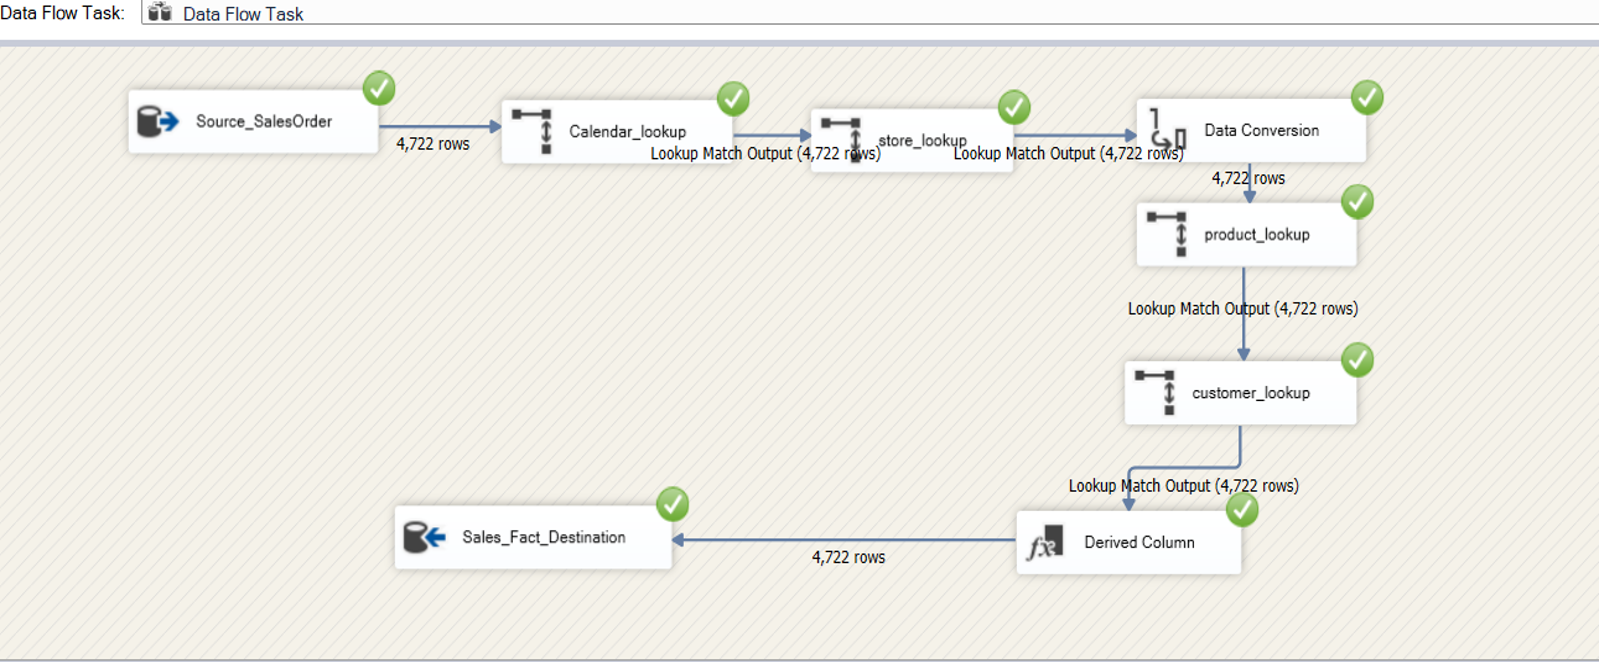 Data Flow Task: Data Flow Task
Source_SalesOrder
4,722 rows
Calendar_lookup
Lookup Match Output (4,722 rows)
store_lookup
Lookup Match Output (4,722 rows)
Data Conversion
4,722 rows
product_lookup
Lookup Match Output (4,722 rows)
customer_lookup
Lookup Match Output (4,722 rows)
Derived Column
4,722 rows
Sales_Fact_Destination